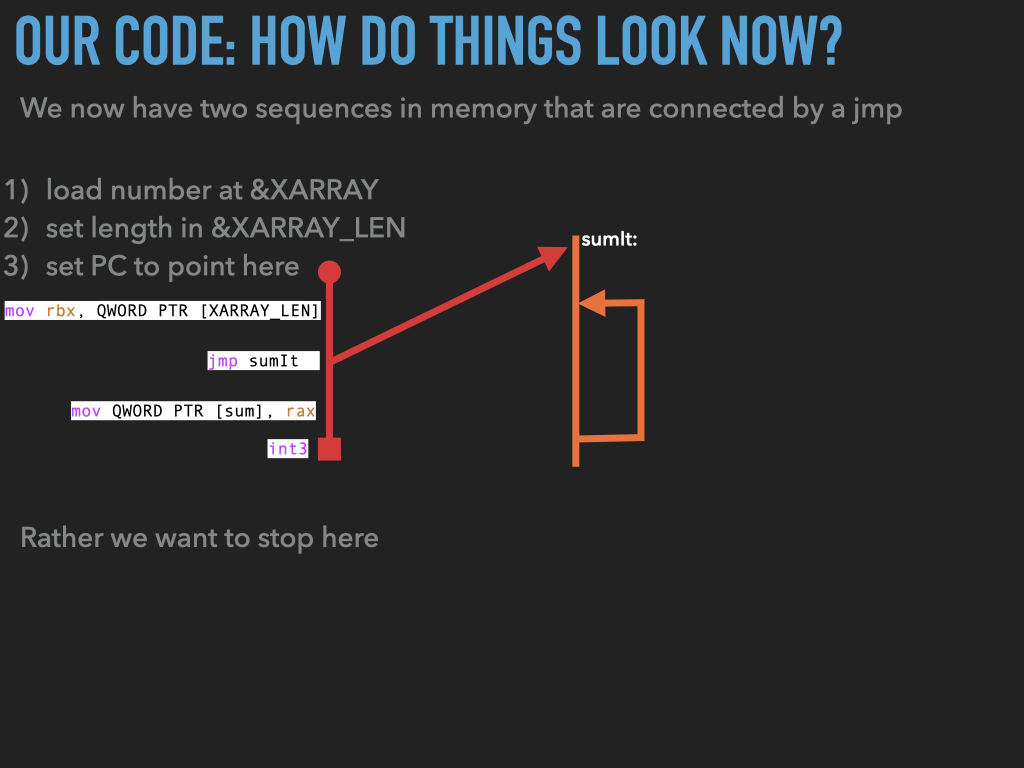 OUR CODE: HOW DO THINGS LOOK NOW?
We now have two sequences in memory that are connected by a jmp
1) load number at &XARRAY
2) set length in &XARRAY_LEN
3) set PC to point here
sumIt:
mov rbx, QWORD PTR [XARRAY_LEN]
jmp sumIt
mov QWORD PTR [sum], rax
int3
Rather we want to stop here